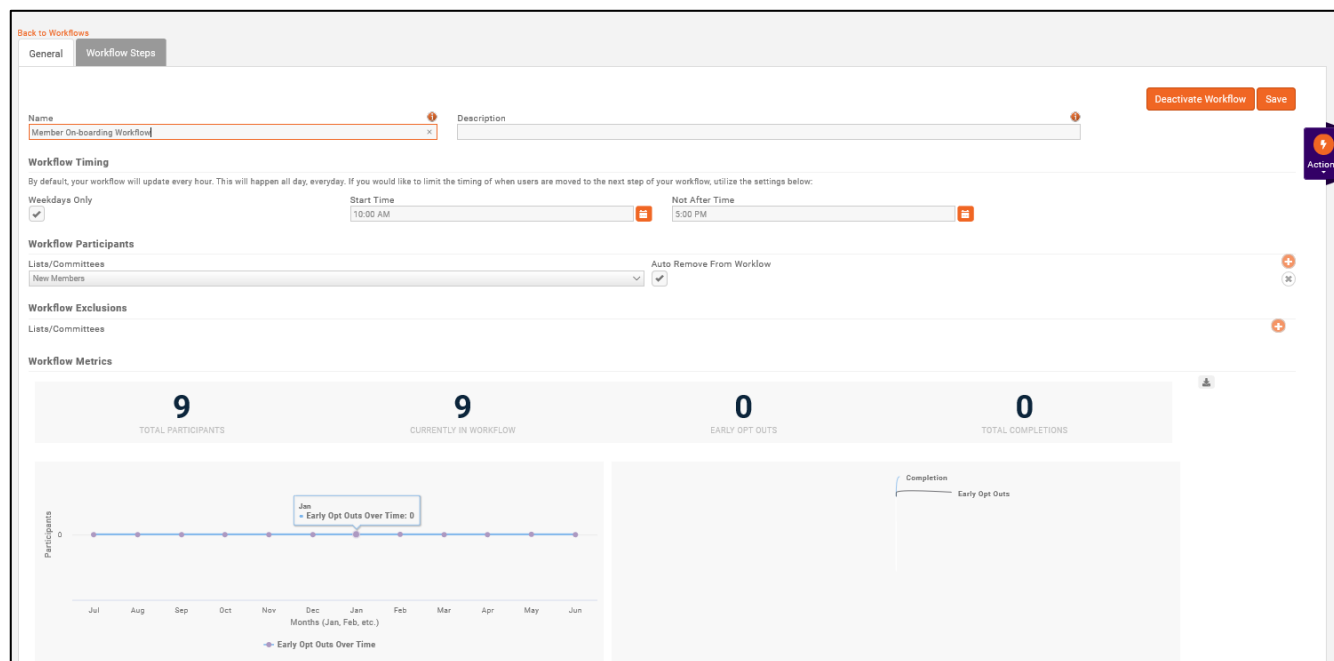 Back to Workflows
General Workflow Steps
Deactivate Workflow Save
Name Description
Member On-boarding Workflow
Action
Workflow Timing
By default, your workflow will update every hour. This will happen all day, everyday. If you would like to limit the timing of when users are moved to the next step of your workflow, utilize the settings below:
Weekdays Only Start Time Not After Time
10:00 AM 5:00 PM
Workflow Participants
Lists/Committees Auto Remove From Worklow
New Members
Workflow Exclusions
Lists/Committees
Workflow Metrics
9 9 0 0
TOTAL PARTICIPANTS CURRENTLY IN WORKFLOW EARLY OPT OUTS TOTAL COMPLETIONS
Completion
Early Opt Outs
Jan
Early Opt Outs Over Time: 0
Participants
0
Jul Aug Sep Oct Nov Dec Jan Feb Mar Apr May Jun
Months (Jan, Feb, etc.)
Early Opt Outs Over Time